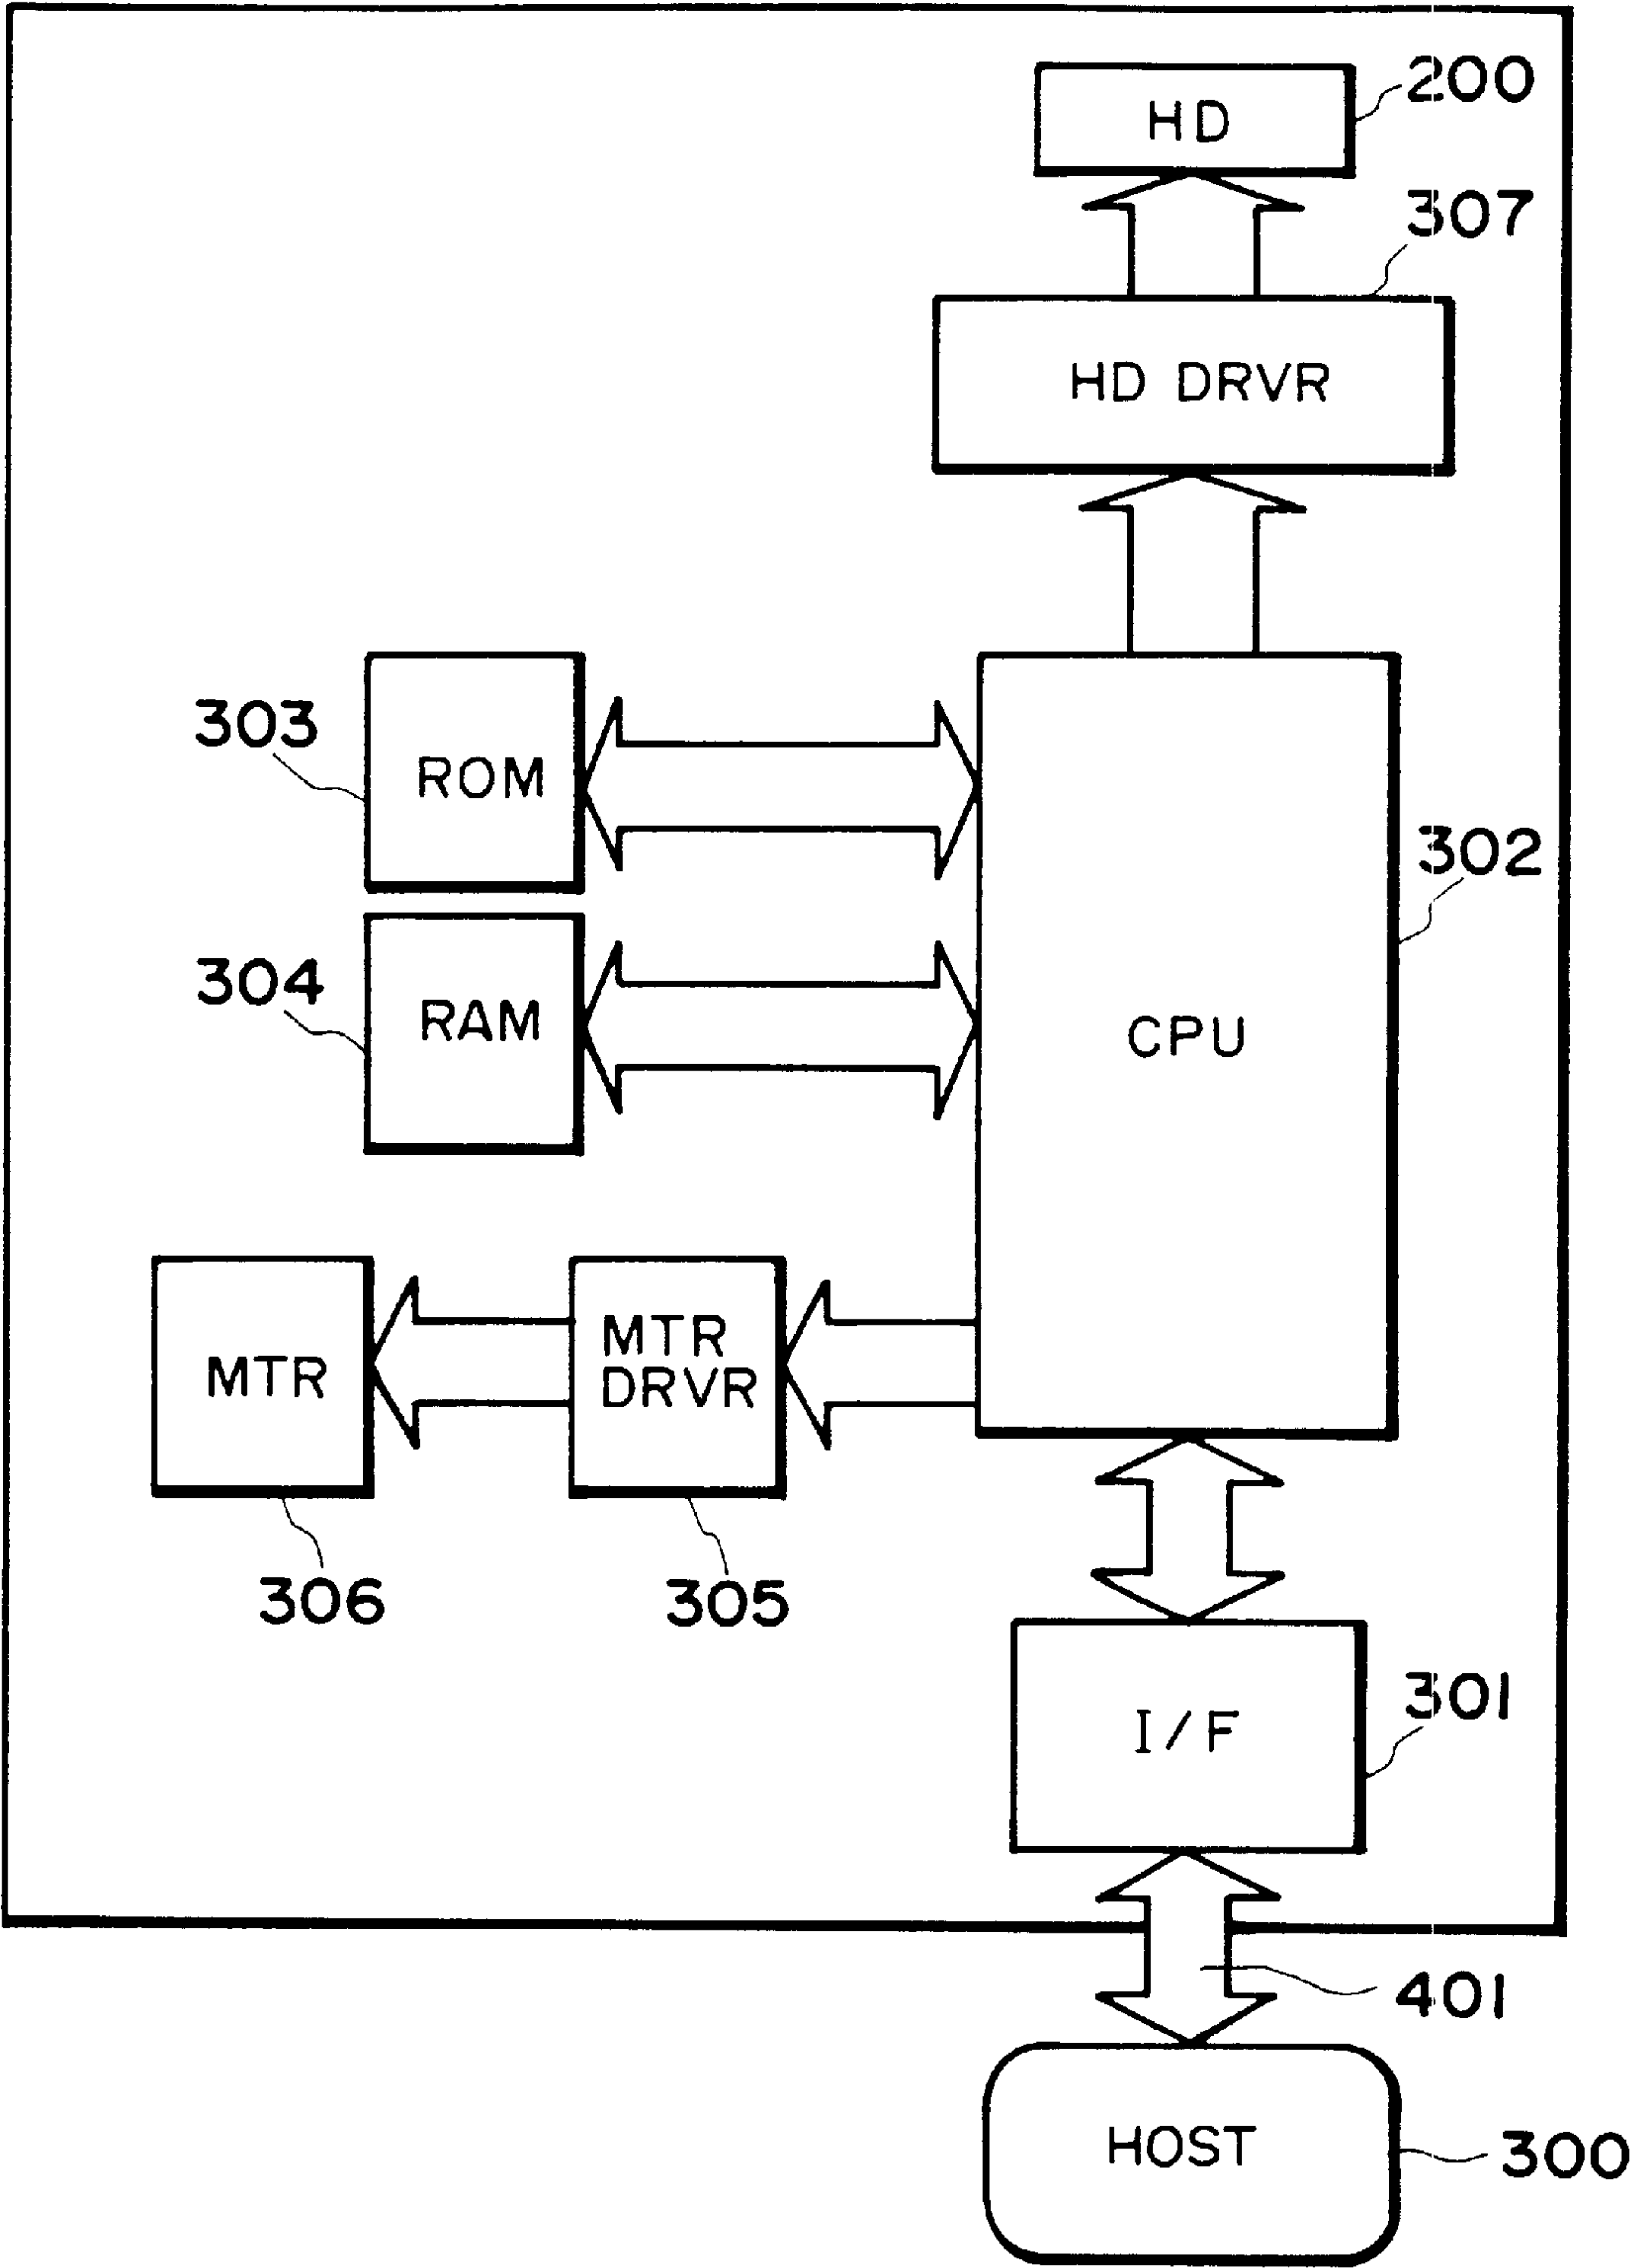 200
HD
307
HD DRVR
303
ROM
302
304
RAM
CPU
MTR
MTR
DRVR
306
305
301
I/F
401
HOST
300